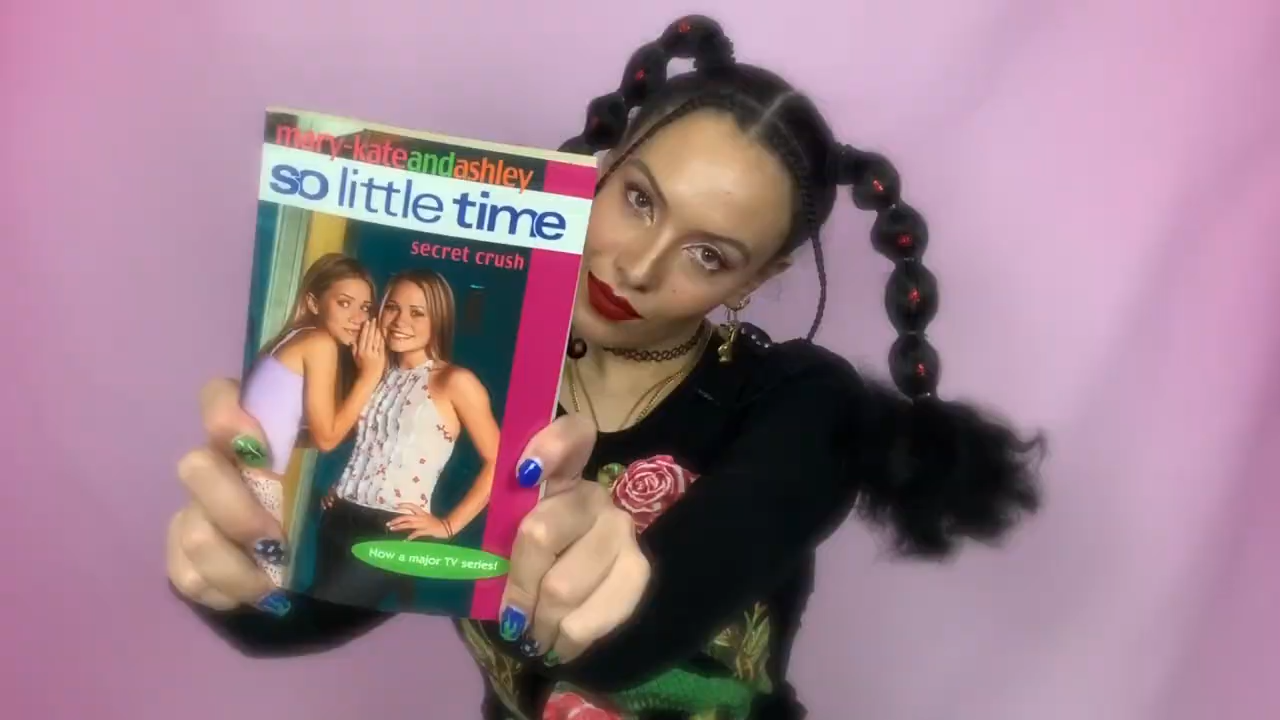 mary-kateandashley
so little time
secret crush
Now a major TV series!